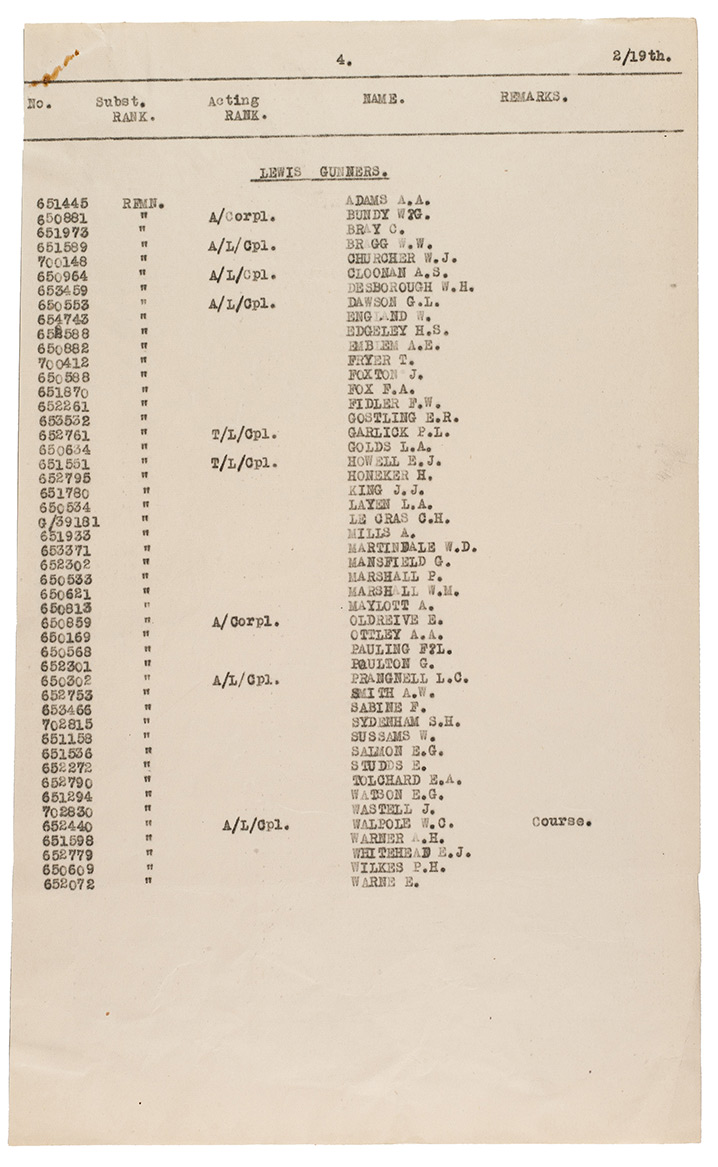 4. 2/19th.
No. Subst. RANK. Acting RANK. NAME. REMARKS.
LEWIS GUNNERS.
651445 RFMN. ADAMS A.A.
650881 " A/Corpl. BUNDY W?G.
651973 " BRAY C.
651589 " A/L/Cpl. BRAGG W.W.
700148 " CHURCHER W.J.
650964 " A/L/Cpl. CLOONAN A.S.
653459 " DESBOROUGH W.H.
650553 " A/L/Cpl. DAWSON G.L.
654743 " ENGLAND W.
652588 " EDGELEY H.S.
650882 " EMBLEM A.E.
700412 " FRYER T.
650588 " FOXTON J.
651870 " FOX F.A.
652261 " FIDLER F.W.
653532 " GOSTLING E.R.
652761 " T/L/Cpl. GARLICK P.L.
650634 " GOLDS L.A.
651551 " T/L/Cpl. HOWELL E.J.
652795 " HONEKER H.
651780 " KING J.J.
650534 " LAYEN L.A.
G/39181 " LE GRAS C.H.
651933 " MILLS A.
653371 " MARTINDALE W.D.
652302 " MANSFIELD G.
650533 " MARSHALL P.
650621 " MARSHALL W.M.
650813 " MAYLOTT A.
650859 " A/Corpl. OLDREIVE E.
650169 " OTTLEY A.A.
650568 " PAULING F?L.
652301 " POULTON G.
650302 " A/L/Cpl. PRANGNELL L.C.
652753 " SMITH A.W.
653466 " SABINE F.
702815 " SYDENHAM S.H.
651158 " SUSSAMS W.
651536 " SALMON E.G.
652272 " STUDDS E.
652790 " TOLCHARD E.A.
651294 " WATSON E.G.
702830 " WASTELL J.
652440 " A/L/Cpl. WALPOLE W.C. Course.
651598 " WARNER A.H.
652779 " WHITEHEAD E.J.
650609 " WILKES P.H.
652072 " WARNE E.